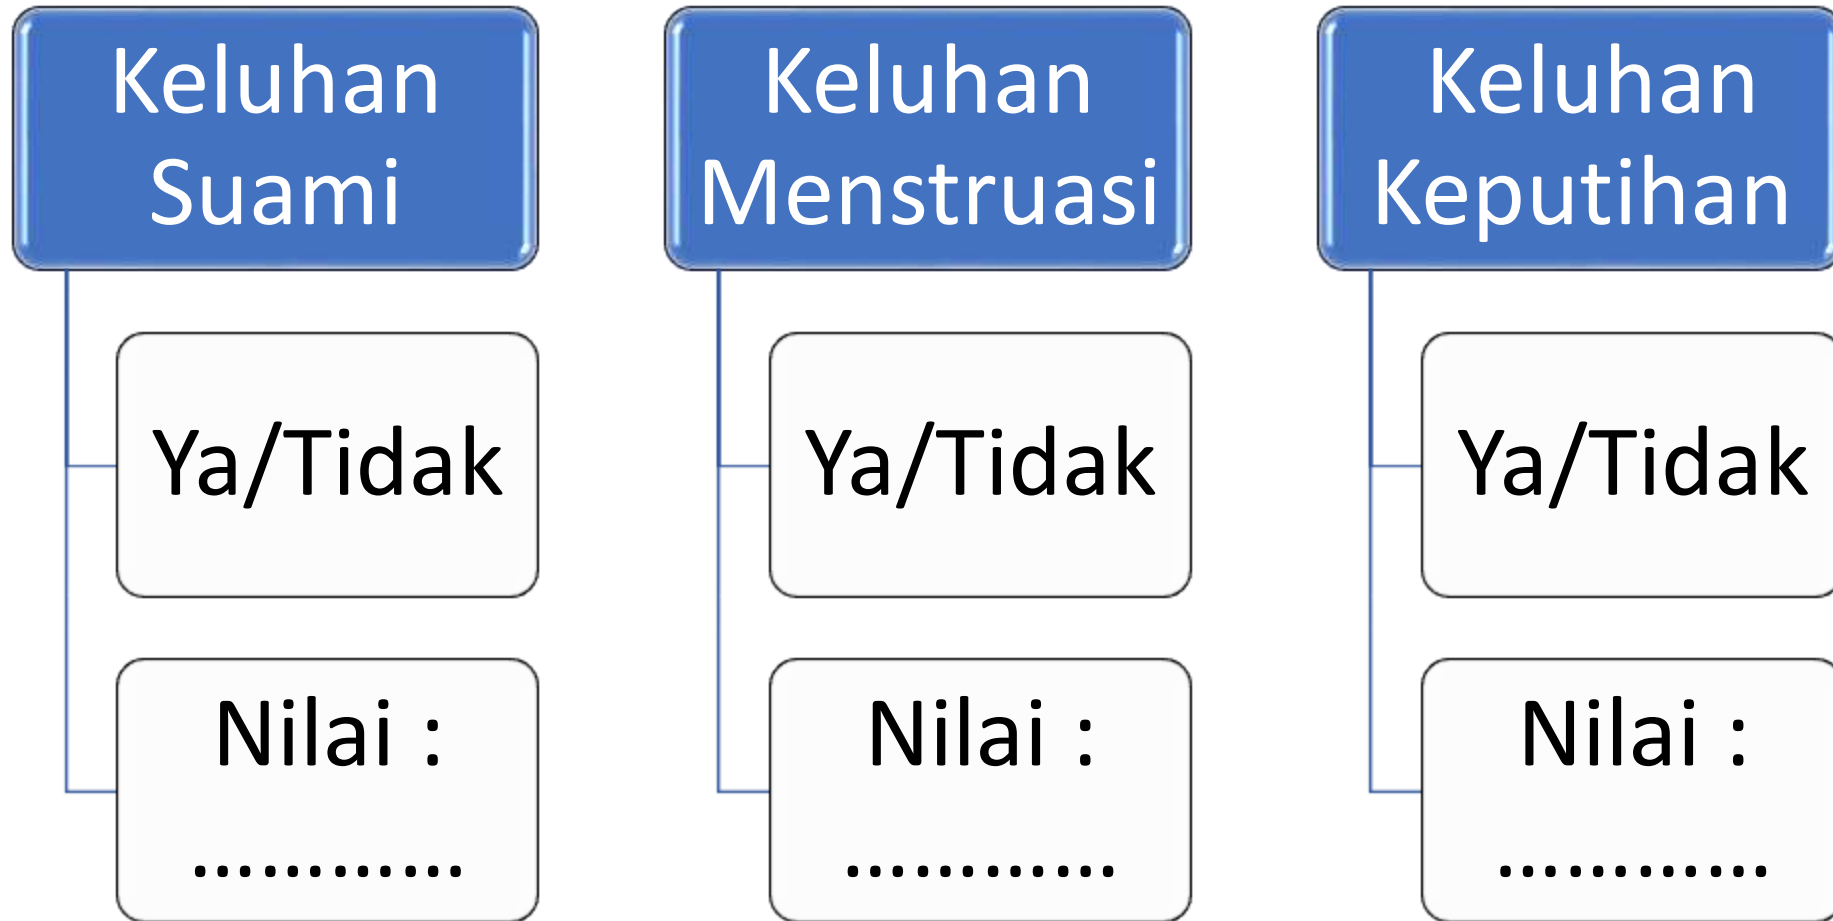 Keluhan
Suami
Ya/Tidak
Nilai :
............
Keluhan
Menstruasi
Ya/Tidak
Nilai :
............
Keluhan
Keputihan
Ya/Tidak
Nilai :
............